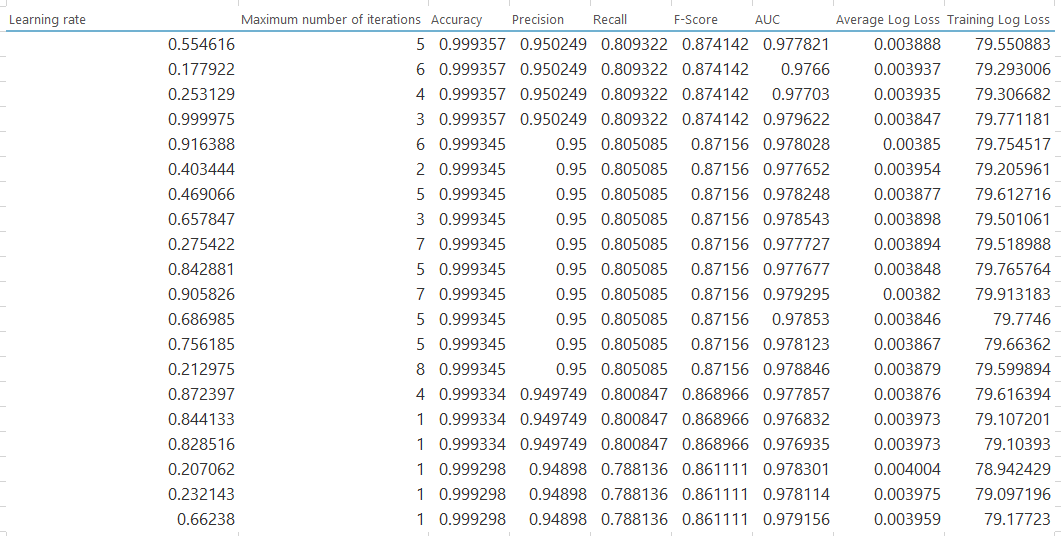 Learning rate Maximum number of iterations Accuracy Precision Recall F-Score AUC Average Log Loss Training Log Loss
0.554616 5 0.999357 0.950249 0.809322 0.874142 0.977821 0.003888 79.550883
0.177922 6 0.999357 0.950249 0.809322 0.874142 0.9766 0.003937 79.293006
0.253129 4 0.999357 0.950249 0.809322 0.874142 0.97703 0.003935 79.306682
0.999975 3 0.999357 0.950249 0.809322 0.874142 0.979622 0.003847 79.771181
0.916388 6 0.999345 0.95 0.805085 0.87156 0.978028 0.00385 79.754517
0.403444 2 0.999345 0.95 0.805085 0.87156 0.977652 0.003954 79.205961
0.469066 5 0.999345 0.95 0.805085 0.87156 0.978248 0.003877 79.612716
0.657847 3 0.999345 0.95 0.805085 0.87156 0.978543 0.003898 79.501061
0.275422 7 0.999345 0.95 0.805085 0.87156 0.977727 0.003894 79.518988
0.842881 5 0.999345 0.95 0.805085 0.87156 0.977677 0.003848 79.765764
0.905826 7 0.999345 0.95 0.805085 0.87156 0.979295 0.00382 79.913183
0.686985 5 0.999345 0.95 0.805085 0.87156 0.97853 0.003846 79.7746
0.756185 5 0.999345 0.95 0.805085 0.87156 0.978123 0.003867 79.66362
0.212975 8 0.999345 0.95 0.805085 0.87156 0.978846 0.003879 79.599894
0.872397 4 0.999334 0.949749 0.800847 0.868966 0.977857 0.003876 79.616394
0.844133 1 0.999334 0.949749 0.800847 0.868966 0.976832 0.003973 79.107201
0.828516 1 0.999334 0.949749 0.800847 0.868966 0.976935 0.003973 79.10393
0.207062 1 0.999298 0.94898 0.788136 0.861111 0.978301 0.004004 78.942429
0.232143 1 0.999298 0.94898 0.788136 0.861111 0.978114 0.003975 79.097196
0.66238 1 0.999298 0.94898 0.788136 0.861111 0.979156 0.003959 79.17723